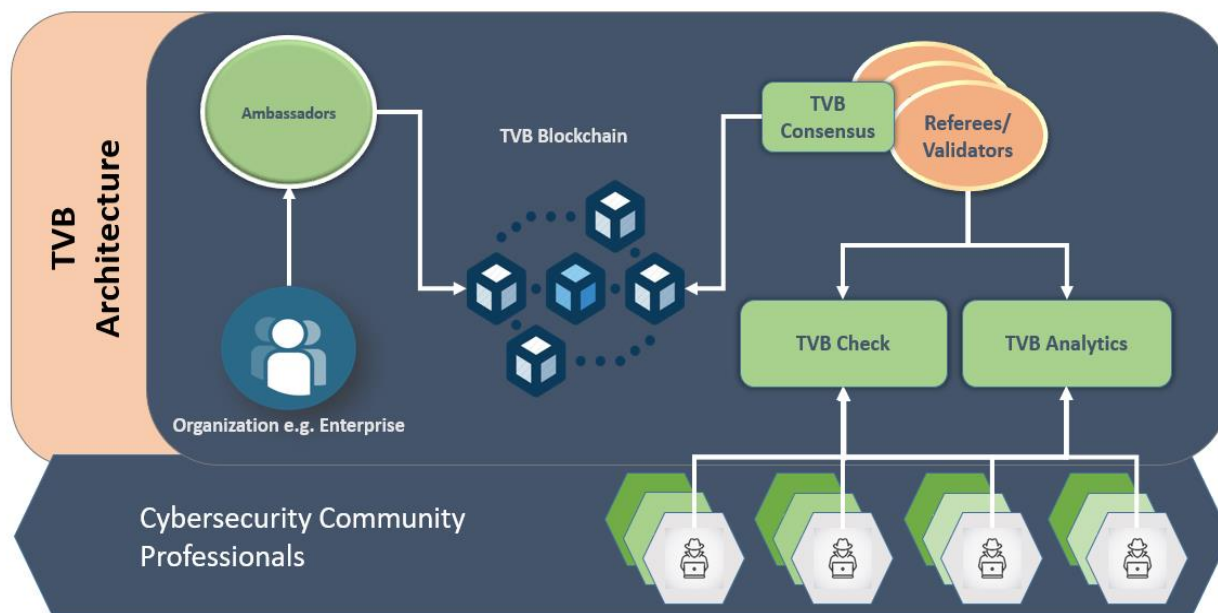 TVB
Architecture
Ambassadors
TVB Blockchain
TVB
Consensus
Referees/
Validators
TVB Check
TVB Analytics
Organization e.g. Enterprise
Cybersecurity Community
Professionals